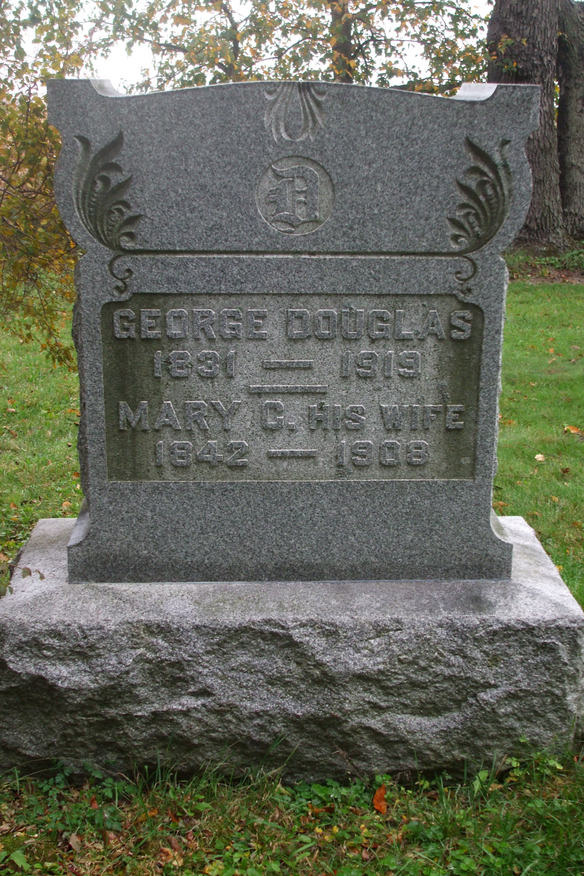 D
GEORGE DOUGLAS
1831 — 1919
MARY C. HIS WIFE
1842 — 1908